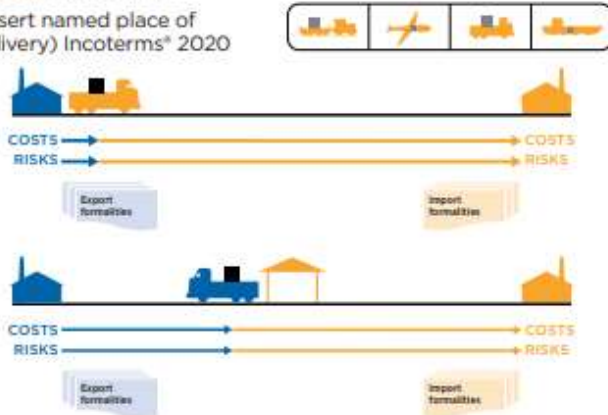 sert named place of
livery) Incoterms® 2020
COSTS COSTS
RISKS RISKS
Export
formalities
Import
formalities
COSTS COSTS
RISKS RISKS
Export
formalities
Import
formalities